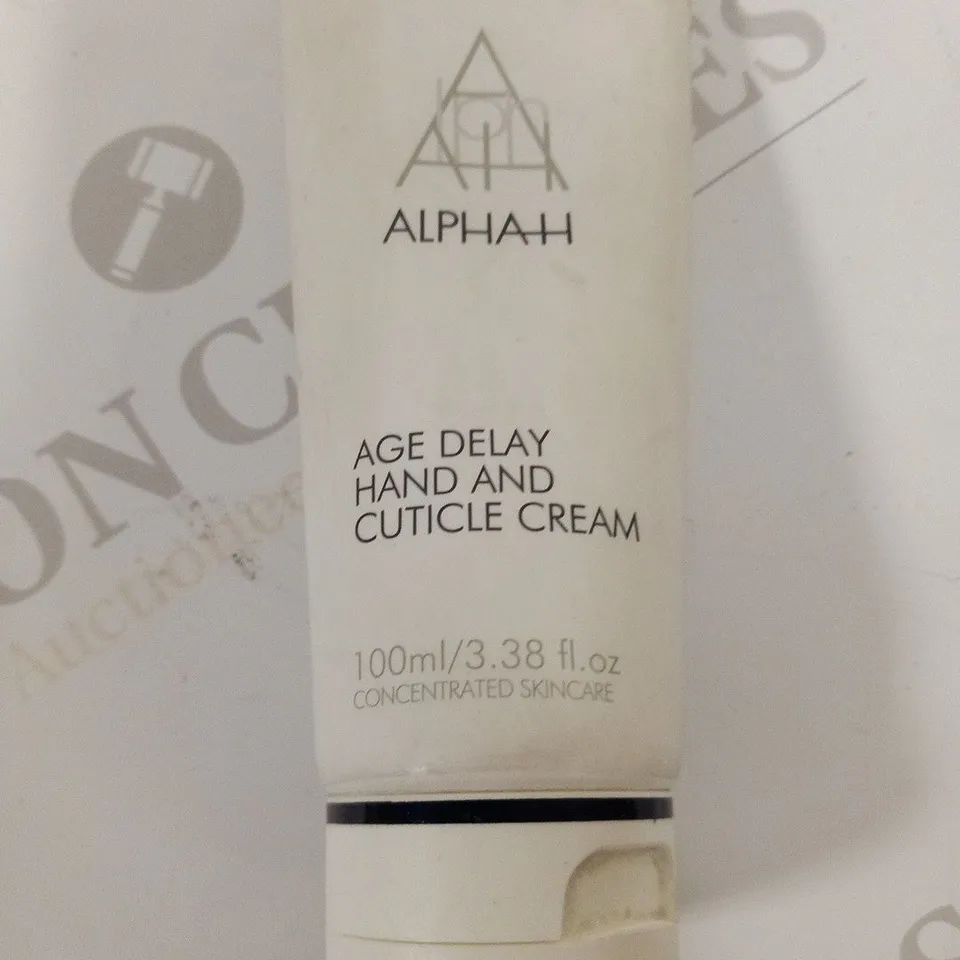 ALPHA-H
AGE DELAY
HAND AND
CUTICLE CREAM
100ml/3.38 fl.oz
CONCENTRATED SKINCARE